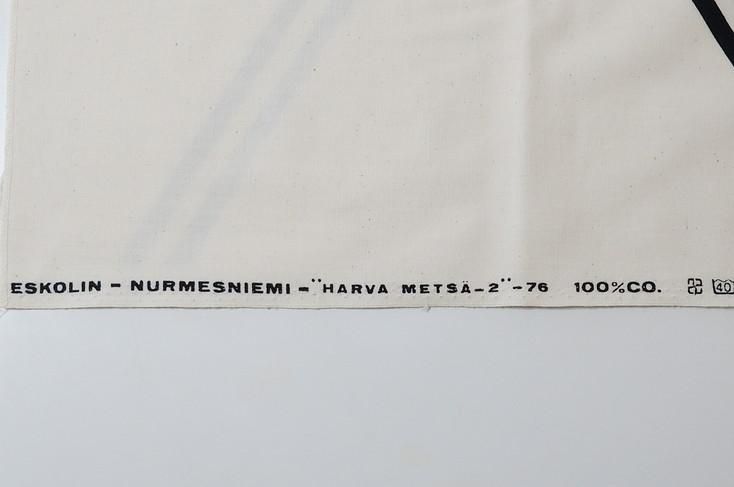 ESKOLIN - NURMESNIEMI - "HARVA METSÄ-2" - 76 100%CO. 40